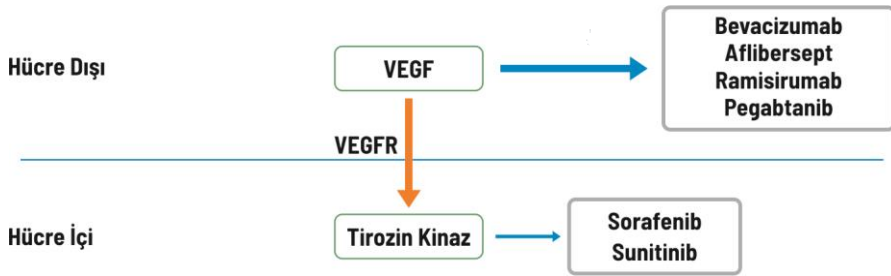 Hücre Dışı
VEGF
Bevacizumab
Aflibersept
Ramisirumab
Pegabtanib
VEGFR
Hücre İçi
Tirozin Kinaz
Sorafenib
Sunitinib